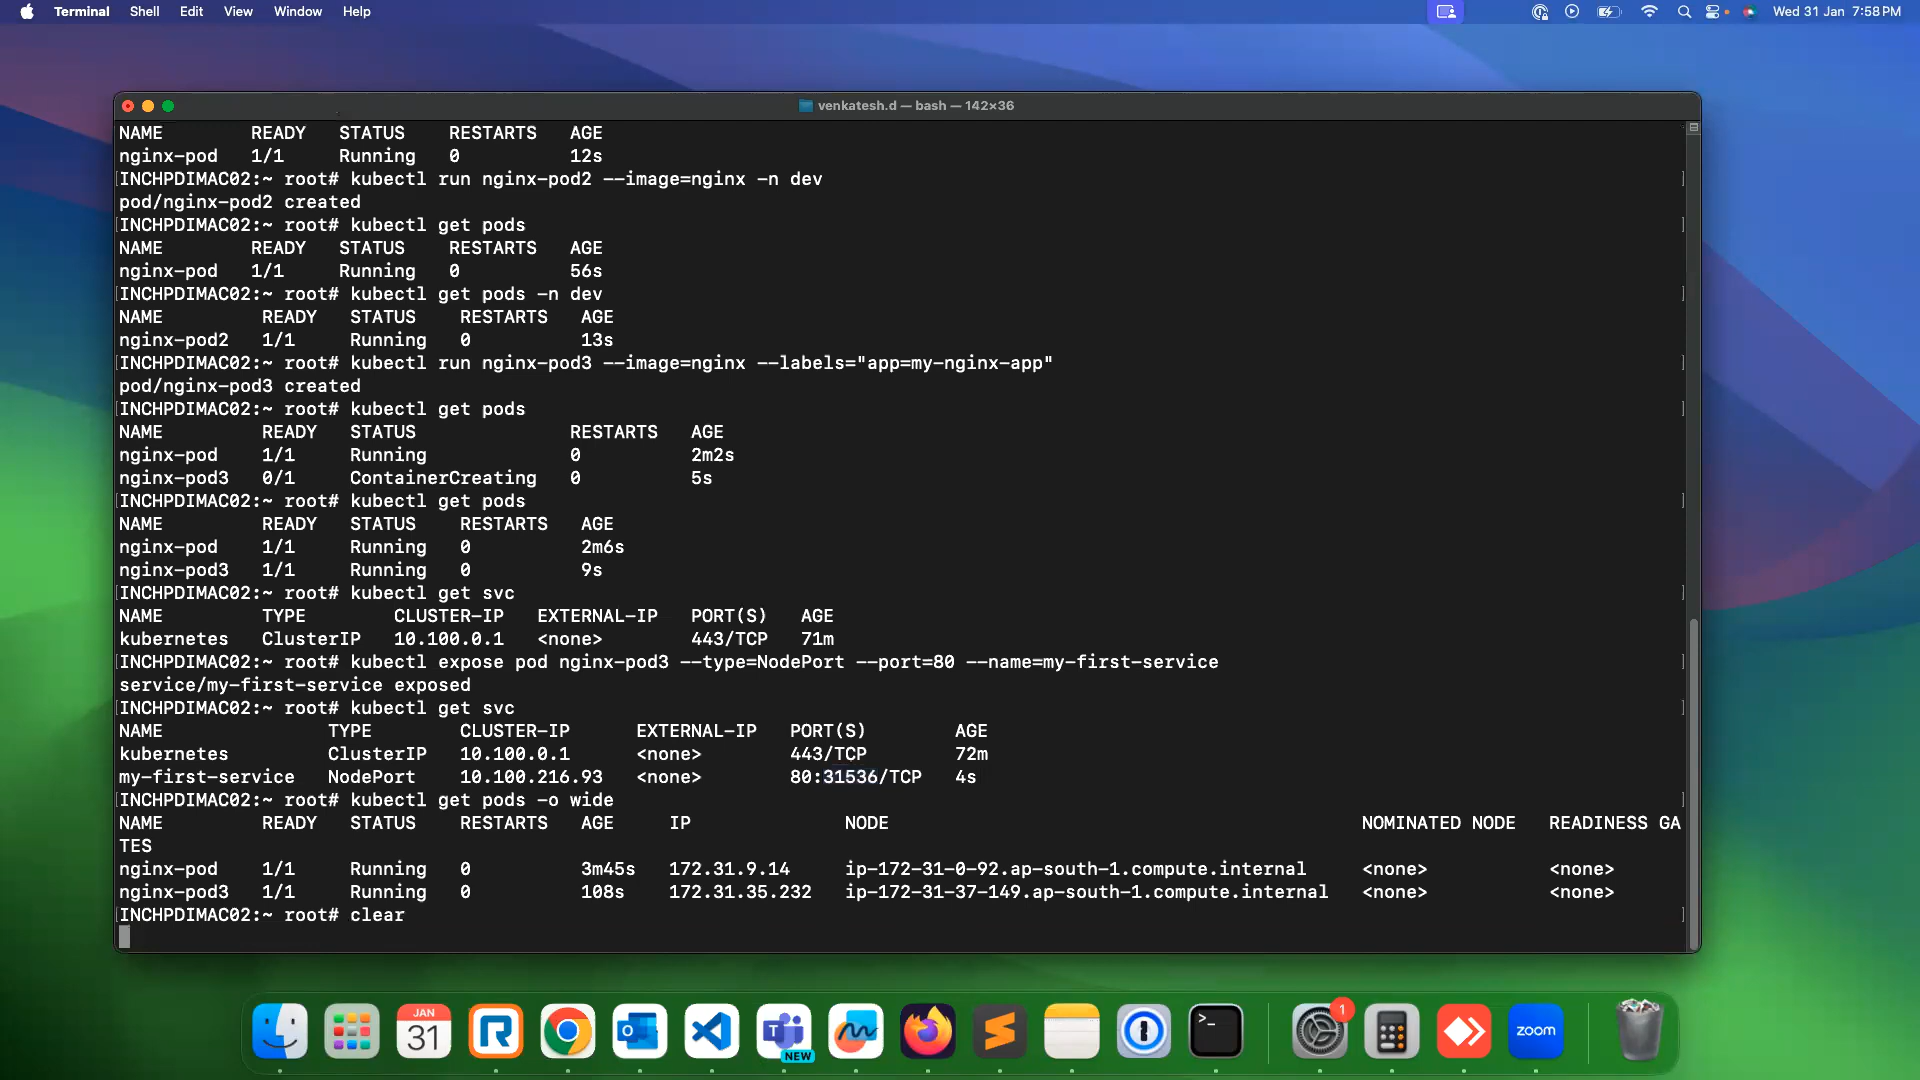 Terminal Shell Edit View Window Help Wed 31 Jan 7:58 PM
venkatesh.d — bash — 142×36
NAME READY STATUS RESTARTS AGE
nginx-pod 1/1 Running 0 12s
INCHPDIMAC02:~ root# kubectl run nginx-pod2 --image=nginx -n dev
pod/nginx-pod2 created
INCHPDIMAC02:~ root# kubectl get pods
NAME READY STATUS RESTARTS AGE
nginx-pod 1/1 Running 0 56s
INCHPDIMAC02:~ root# kubectl get pods -n dev
NAME READY STATUS RESTARTS AGE
nginx-pod2 1/1 Running 0 13s
INCHPDIMAC02:~ root# kubectl run nginx-pod3 --image=nginx --labels="app=my-nginx-app"
pod/nginx-pod3 created
INCHPDIMAC02:~ root# kubectl get pods
NAME READY STATUS RESTARTS AGE
nginx-pod 1/1 Running 0 2m2s
nginx-pod3 0/1 ContainerCreating 0 5s
INCHPDIMAC02:~ root# kubectl get pods
NAME READY STATUS RESTARTS AGE
nginx-pod 1/1 Running 0 2m6s
nginx-pod3 1/1 Running 0 9s
INCHPDIMAC02:~ root# kubectl get svc
NAME TYPE CLUSTER-IP EXTERNAL-IP PORT(S) AGE
kubernetes ClusterIP 10.100.0.1 <none> 443/TCP 71m
INCHPDIMAC02:~ root# kubectl expose pod nginx-pod3 --type=NodePort --port=80 --name=my-first-service
service/my-first-service exposed
INCHPDIMAC02:~ root# kubectl get svc
NAME TYPE CLUSTER-IP EXTERNAL-IP PORT(S) AGE
kubernetes ClusterIP 10.100.0.1 <none> 443/TCP 72m
my-first-service NodePort 10.100.216.93 <none> 80:31536/TCP 4s
INCHPDIMAC02:~ root# kubectl get pods -o wide
NAME READY STATUS RESTARTS AGE IP NODE NOMINATED NODE READINESS GA
TES
nginx-pod 1/1 Running 0 3m45s 172.31.9.14 ip-172-31-0-92.ap-south-1.compute.internal <none> <none>
nginx-pod3 1/1 Running 0 108s 172.31.35.232 ip-172-31-37-149.ap-south-1.compute.internal <none> <none>
INCHPDIMAC02:~ root# clear
JAN
31
NEW
1
zoom